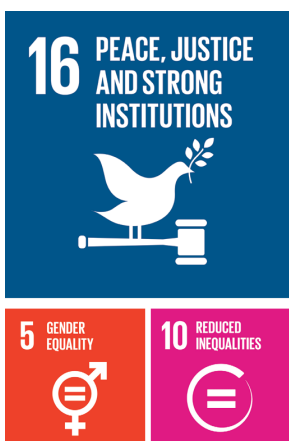 16 PEACE, JUSTICE
AND STRONG
INSTITUTIONS
5 GENDER
EQUALITY
10 REDUCED
INEQUALITIES